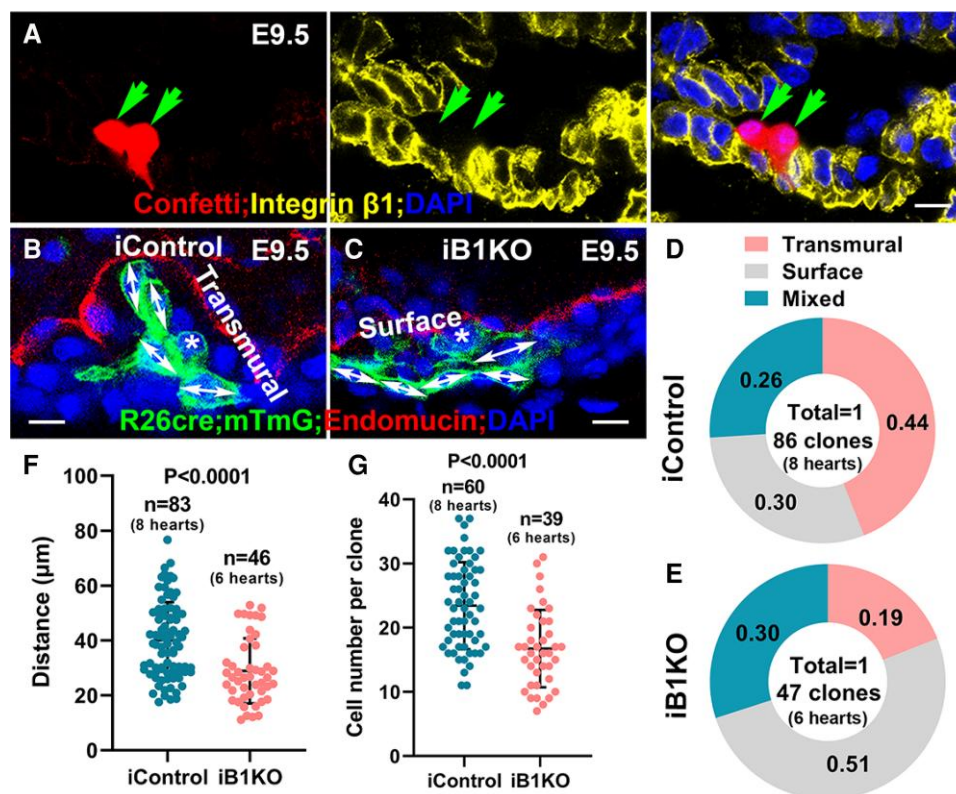 A
E9.5
Confetti;Integrin β1;DAPI
B
iControl
E9.5
Transmural
*
C
iB1KO
E9.5
Surface
*
R26cre;mTmG;Endomucin;DAPI
D
Transmural
Surface
Mixed
iControl
0.26
0.44
0.30
Total=1
86 clones
(8 hearts)
E
iB1KO
0.30
0.19
0.51
Total=1
47 clones
(6 hearts)
F
P<0.0001
n=83
(8 hearts)
n=46
(6 hearts)
Distance (μm)
100
80
60
40
20
0
iControl
iB1KO
G
P<0.0001
n=60
(8 hearts)
n=39
(6 hearts)
Cell number per clone
40
30
20
10
0
iControl
iB1KO